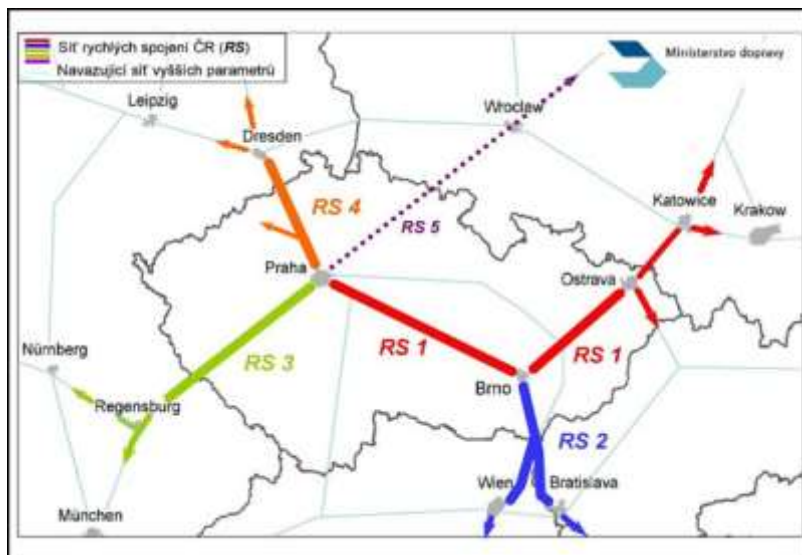 Síť rychlých spojení ČR (RS)
Navazující síť vyšších parametrů
Ministerstvo dopravy
Leipzig
Wroclaw
Dresden
RS 4
Katowice
RS 5
Krakow
Praha
Ostrava
RS 1
RS 1
Nürnberg
RS 3
Brno
Regensburg
RS 2
Wien
Bratislava
München